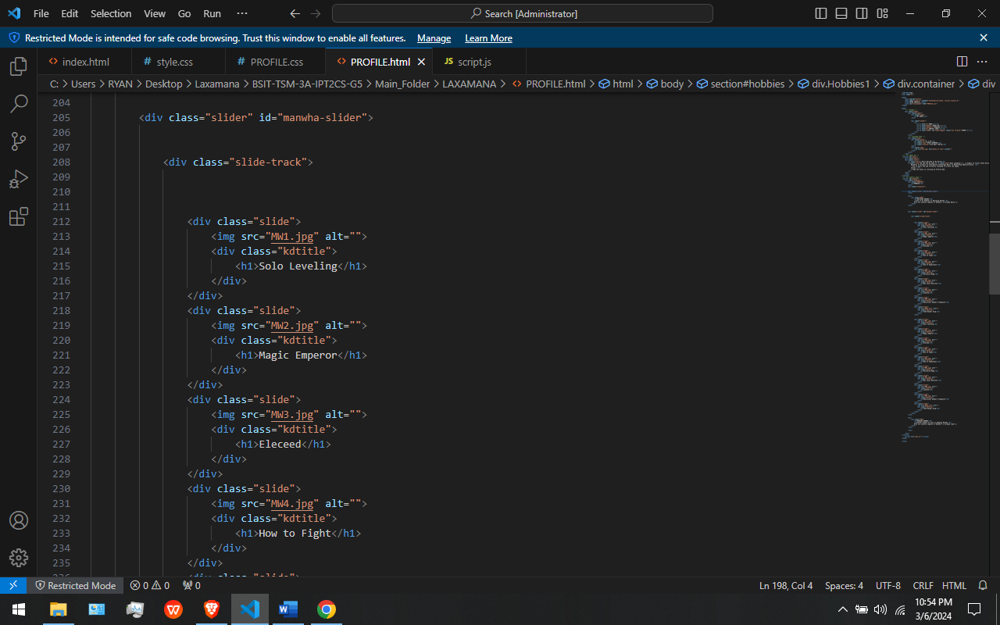 File Edit Selection View Go Run ··· Search [Administrator]
Restricted Mode is intended for safe code browsing. Trust this window to enable all features. Manage Learn More
index.html # style.css # PROFILE.css PROFILE.html JS script.js
C: > Users > RYAN > Desktop > Laxamana > BSIT-TSM-3A-IPT2CS-G5 > Main_Folder > LAXAMANA > PROFILE.html > html > body > section#hobbies > div.Hobbies1 > div.container > div
204
205 <div class="slider" id="manwha-slider">
206
207
208 <div class="slide-track">
209
210
211
212 <div class="slide">
213 <img src="MW1.jpg" alt="">
214 <div class="kdtitle">
215 <h1>Solo Leveling</h1>
216 </div>
217 </div>
218 <div class="slide">
219 <img src="MW2.jpg" alt="">
220 <div class="kdtitle">
221 <h1>Magic Emperor</h1>
222 </div>
223 </div>
224 <div class="slide">
225 <img src="MW3.jpg" alt="">
226 <div class="kdtitle">
227 <h1>Eleceed</h1>
228 </div>
229 </div>
230 <div class="slide">
231 <img src="MW4.jpg" alt="">
232 <div class="kdtitle">
233 <h1>How to Fight</h1>
234 </div>
235 </div>
236 <div class="slide">
Restricted Mode 0 0 0 Ln 198, Col 4 Spaces: 4 UTF-8 CRLF HTML
10:54 PM
3/6/2024